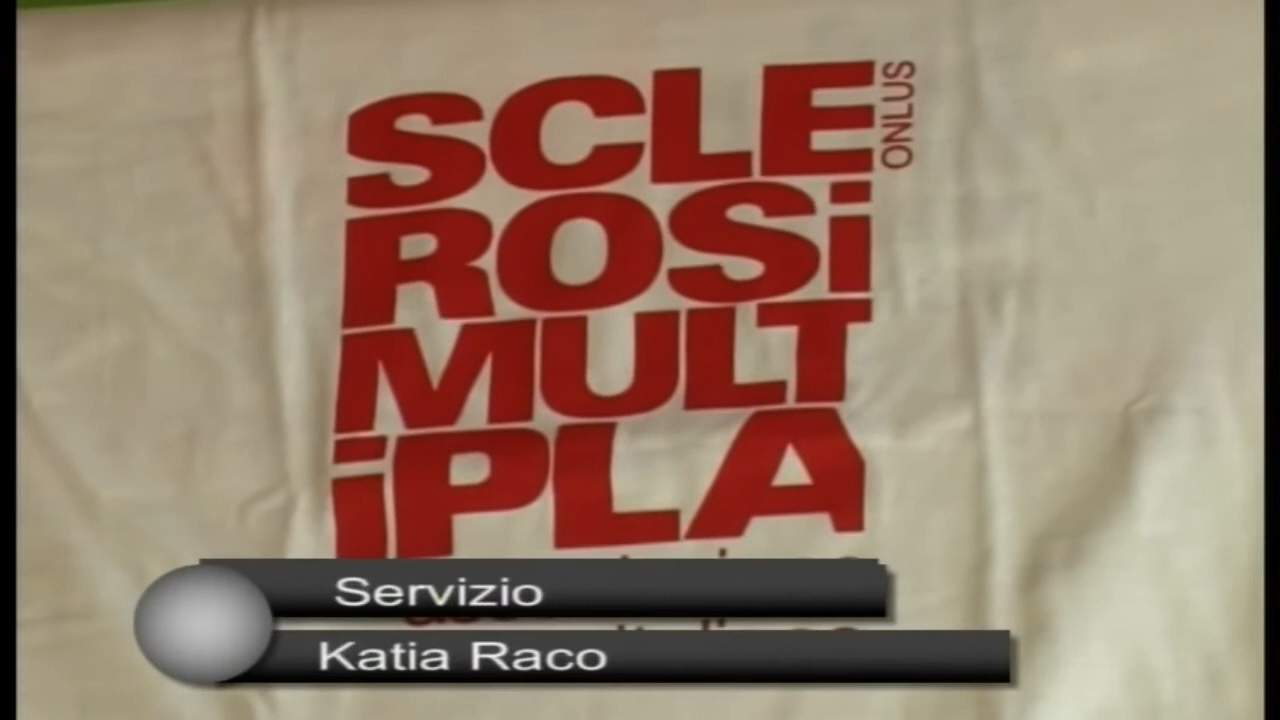 SCLE
ONLUS
ROSi
MULT
iPLA
Servizio
Katia Raco